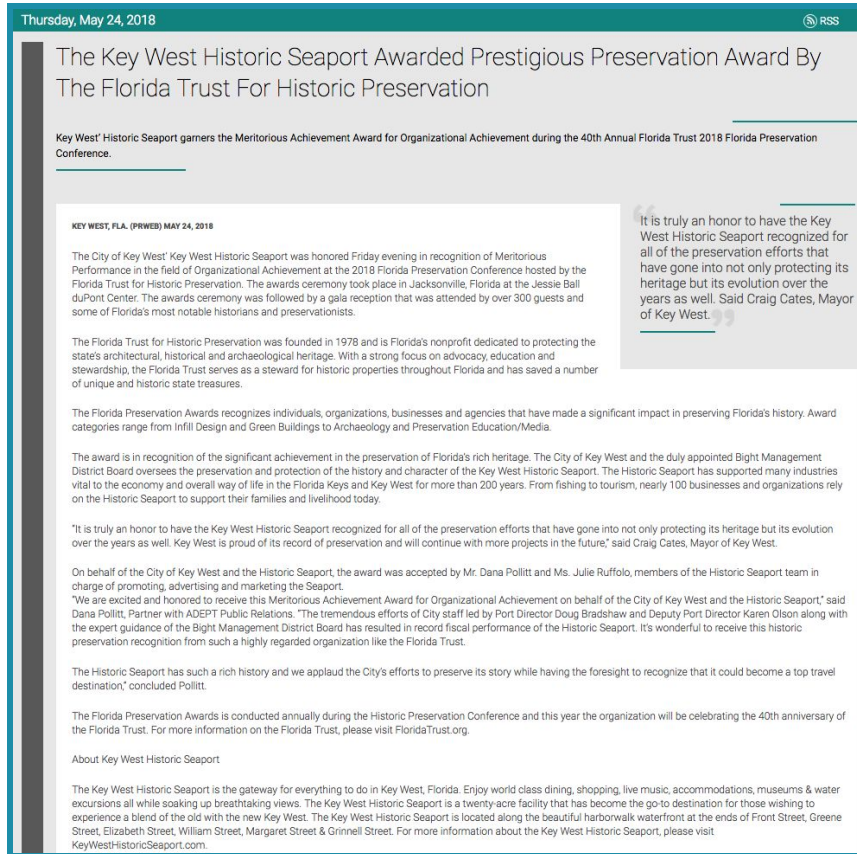 Thursday, May 24, 2018
RSS
The Key West Historic Seaport Awarded Prestigious Preservation Award By
The Florida Trust For Historic Preservation
Key West' Historic Seaport garners the Meritorious Achievement Award for Organizational Achievement during the 40th Annual Florida Trust 2018 Florida Preservation
Conference.
KEY WEST, FLA. (PRWEB) MAY 24, 2018
The City of Key West' Key West Historic Seaport was honored Friday evening in recognition of Meritorious
Performance in the field of Organizational Achievement at the 2018 Florida Preservation Conference hosted by the
Florida Trust for Historic Preservation. The awards ceremony took place in Jacksonville, Florida at the Jessie Ball
duPont Center. The awards ceremony was followed by a gala reception that was attended by over 300 guests and
some of Florida's most notable historians and preservationists.
The Florida Trust for Historic Preservation was founded in 1978 and is Florida's nonprofit dedicated to protecting the
state's architectural, historical and archaeological heritage. With a strong focus on advocacy, education and
stewardship, the Florida Trust serves as a steward for historic properties throughout Florida and has saved a number
of unique and historic state treasures.
“It is truly an honor to have the Key
West Historic Seaport recognized for
all of the preservation efforts that
have gone into not only protecting its
heritage but its evolution over the
years as well. Said Craig Cates, Mayor
of Key West.”
The Florida Preservation Awards recognizes individuals, organizations, businesses and agencies that have made a significant impact in preserving Florida's history. Award
categories range from Infill Design and Green Buildings to Archaeology and Preservation Education/Media.
The award is in recognition of the significant achievement in the preservation of Florida's rich heritage. The City of Key West and the duly appointed Bight Management
District Board oversees the preservation and protection of the history and character of the Key West Historic Seaport. The Historic Seaport has supported many industries
vital to the economy and overall way of life in the Florida Keys and Key West for more than 200 years. From fishing to tourism, nearly 100 businesses and organizations rely
on the Historic Seaport to support their families and livelihood today.
"It is truly an honor to have the Key West Historic Seaport recognized for all of the preservation efforts that have gone into not only protecting its heritage but its evolution
over the years as well. Key West is proud of its record of preservation and will continue with more projects in the future," said Craig Cates, Mayor of Key West.
On behalf of the City of Key West and the Historic Seaport, the award was accepted by Mr. Dana Pollitt and Ms. Julie Ruffolo, members of the Historic Seaport team in
charge of promoting, advertising and marketing the Seaport.
"We are excited and honored to receive this Meritorious Achievement Award for Organizational Achievement on behalf of the City of Key West and the Historic Seaport," said
Dana Pollitt, Partner with ADEPT Public Relations. "The tremendous efforts of City staff led by Port Director Doug Bradshaw and Deputy Port Director Karen Olson along with
the expert guidance of the Bight Management District Board has resulted in record fiscal performance of the Historic Seaport. It's wonderful to receive this historic
preservation recognition from such a highly regarded organization like the Florida Trust.
The Historic Seaport has such a rich history and we applaud the City's efforts to preserve its story while having the foresight to recognize that it could become a top travel
destination," concluded Pollitt.
The Florida Preservation Awards is conducted annually during the Historic Preservation Conference and this year the organization will be celebrating the 40th anniversary of
the Florida Trust. For more information on the Florida Trust, please visit FloridaTrust.org.
About Key West Historic Seaport
The Key West Historic Seaport is the gateway for everything to do in Key West, Florida. Enjoy world class dining, shopping, live music, accommodations, museums & water
excursions all while soaking up breathtaking views. The Key West Historic Seaport is a twenty-acre facility that has become the go-to destination for those wishing to
experience a blend of the old with the new Key West. The Key West Historic Seaport is located along the beautiful harborwalk waterfront at the ends of Front Street, Greene
Street, Elizabeth Street, William Street, Margaret Street & Grinnell Street. For more information about the Key West Historic Seaport, please visit
KeyWestHistoricSeaport.com.